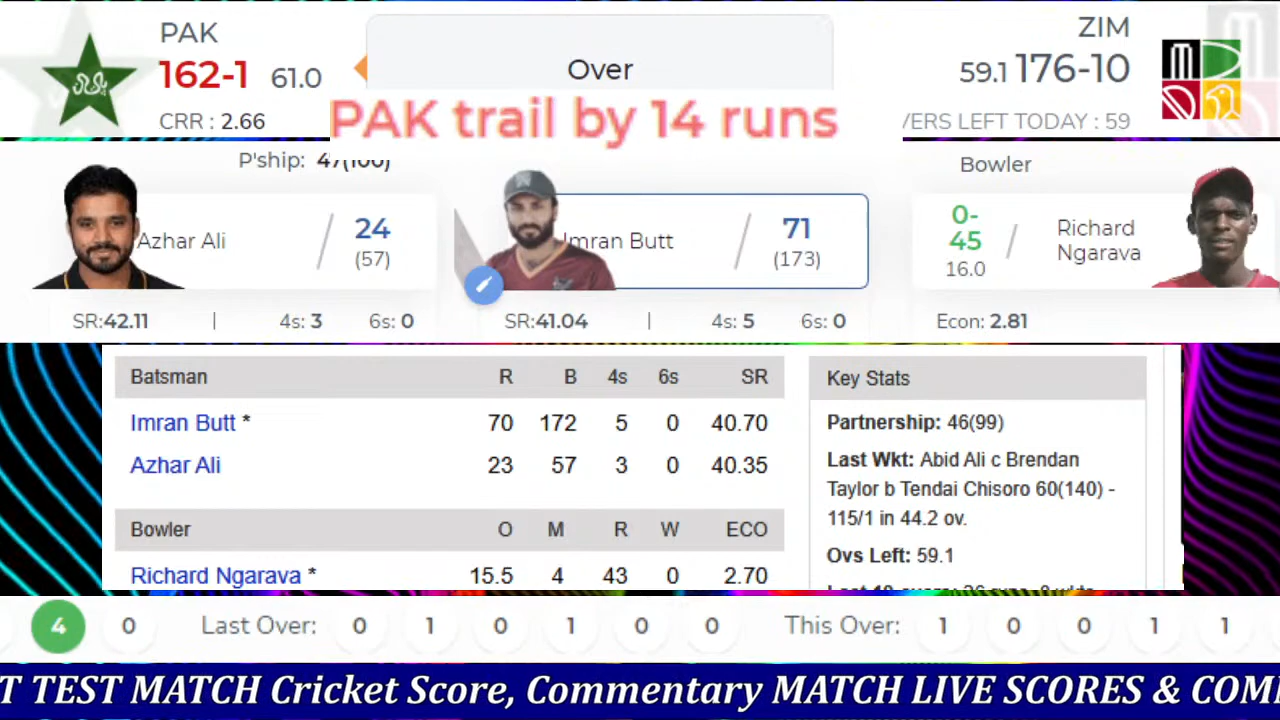 PAK
162-1 61.0
CRR : 2.66
Over
PAK trail by 14 runs
ZIM
59.1 176-10
VERS LEFT TODAY : 59
P'ship: 47(100)
Azhar Ali
24
(57)
Imran Butt
71
(173)
Bowler
0-
45
16.0
Richard
Ngarava
SR:42.11 | 4s: 3 6s: 0
SR:41.04 | 4s: 5 6s: 0
Econ: 2.81
Batsman R B 4s 6s SR
Imran Butt * 70 172 5 0 40.70
Azhar Ali 23 57 3 0 40.35
Bowler O M R W ECO
Richard Ngarava * 15.5 4 43 0 2.70
Key Stats
Partnership: 46(99)
Last Wkt: Abid Ali c Brendan
Taylor b Tendai Chisoro 60(140) -
115/1 in 44.2 ov.
Ovs Left: 59.1
4 0 Last Over: 0 1 0 1 0 0 This Over: 1 0 0 1 1
T TEST MATCH Cricket Score, Commentary MATCH LIVE SCORES & COM